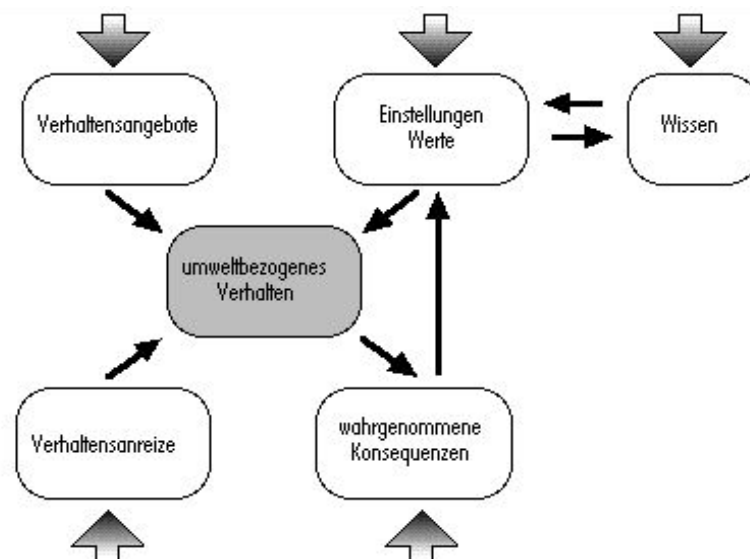 Verhaltensangebote
Einstellungen
Werte
Wissen
umweltbezogenes
Verhalten
Verhaltensanreize
wahrgenommene
Konsequenzen